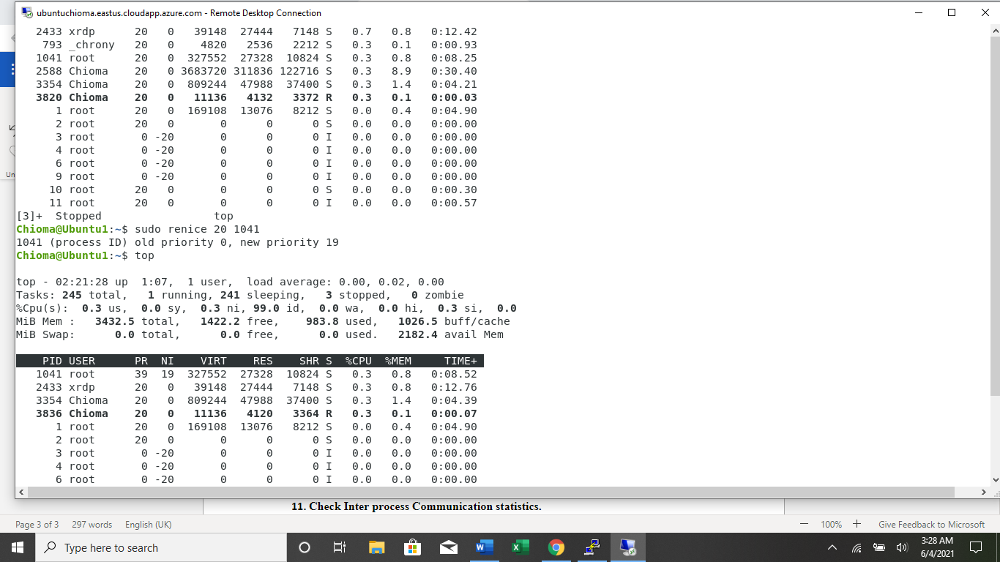 ubuntuchioma.eastus.cloudapp.azure.com - Remote Desktop Connection
2433 xrdp 20 0 39148 27444 7148 S 0.7 0.8 0:12.42
793 _chrony 20 0 4820 2536 2212 S 0.3 0.1 0:00.93
1041 root 20 0 327552 27328 10824 S 0.3 0.8 0:08.25
2588 Chioma 20 0 3683720 311836 122716 S 0.3 8.9 0:30.40
3354 Chioma 20 0 809244 47988 37400 S 0.3 1.4 0:04.21
3820 Chioma 20 0 11136 4132 3372 R 0.3 0.1 0:00.03
1 root 20 0 169108 13076 8212 S 0.0 0.4 0:04.90
2 root 20 0 0 0 0 S 0.0 0.0 0:00.00
3 root 0 -20 0 0 0 I 0.0 0.0 0:00.00
4 root 0 -20 0 0 0 I 0.0 0.0 0:00.00
6 root 0 -20 0 0 0 I 0.0 0.0 0:00.00
9 root 0 -20 0 0 0 I 0.0 0.0 0:00.00
10 root 20 0 0 0 0 S 0.0 0.0 0:00.30
11 root 20 0 0 0 0 I 0.0 0.0 0:00.57
[3]+ Stopped top
Chioma@Ubuntu1:~$ sudo renice 20 1041
1041 (process ID) old priority 0, new priority 19
Chioma@Ubuntu1:~$ top
top - 02:21:28 up 1:07, 1 user, load average: 0.00, 0.02, 0.00
Tasks: 245 total, 1 running, 241 sleeping, 3 stopped, 0 zombie
%Cpu(s): 0.3 us, 0.0 sy, 0.3 ni, 99.0 id, 0.0 wa, 0.0 hi, 0.3 si, 0.0
MiB Mem : 3432.5 total, 1422.2 free, 983.8 used, 1026.5 buff/cache
MiB Swap: 0.0 total, 0.0 free, 0.0 used. 2182.4 avail Mem
PID USER PR NI VIRT RES SHR S %CPU %MEM TIME+
1041 root 39 19 327552 27328 10824 S 0.3 0.8 0:08.52
2433 xrdp 20 0 39148 27444 7148 S 0.3 0.8 0:12.76
3354 Chioma 20 0 809244 47988 37400 S 0.3 1.4 0:04.39
3836 Chioma 20 0 11136 4120 3364 R 0.3 0.1 0:00.07
1 root 20 0 169108 13076 8212 S 0.0 0.4 0:04.90
2 root 20 0 0 0 0 S 0.0 0.0 0:00.00
3 root 0 -20 0 0 0 I 0.0 0.0 0:00.00
4 root 0 -20 0 0 0 I 0.0 0.0 0:00.00
6 root 0 -20 0 0 0 I 0.0 0.0 0:00.00
Un
11. Check Inter process Communication statistics.
Page 3 of 3 297 words English (UK) 100% Give Feedback to Microsoft
Type here to search
3:28 AM
6/4/2021